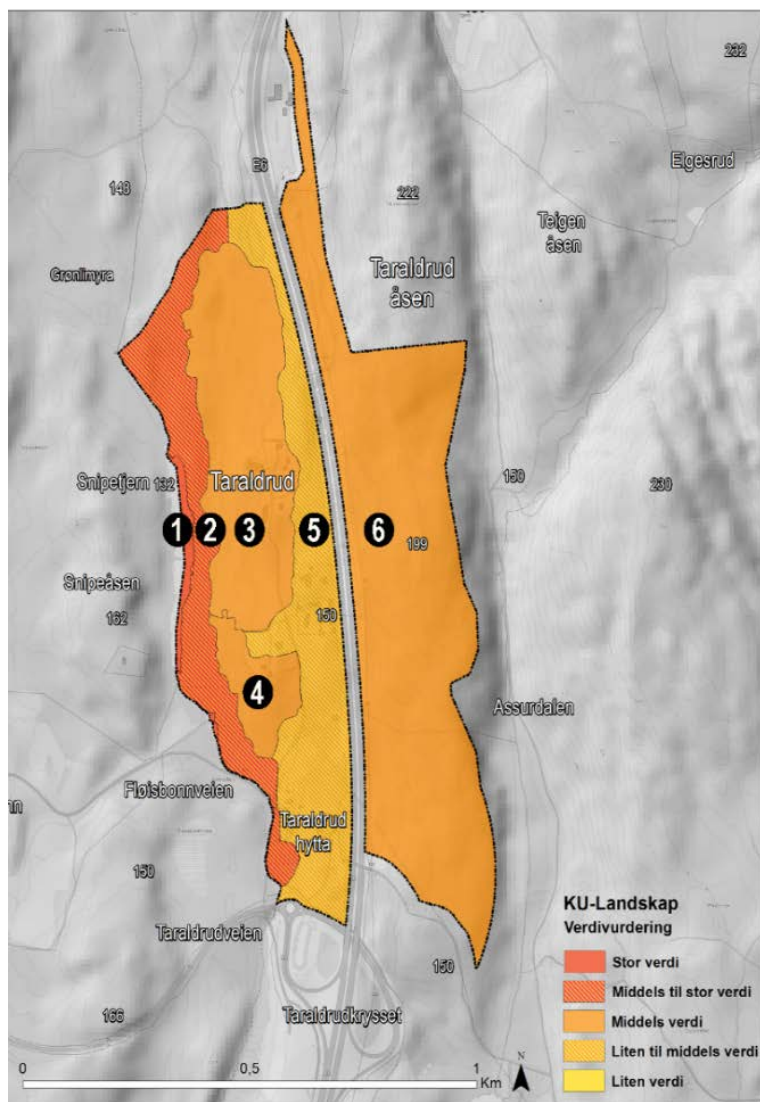 232
Elgesrud
E6
148
222
Teigen
åsen
Taraldrud
åsen
Grønlimyra
Snipetjern 132
Taraldrud
150
230
1 2 3 5 6
199
Snipeåsen
162
150
4
Assurdalen
Fløisbonnveien
nn
Taraldrud
hytta
150
KU-Landskap
Verdivurdering
Taraldrudveien
Stor verdi
150
Middels til stor verdi
166
Taraldrudkrysset
Middels verdi
Liten til middels verdi
0 0,5 1
Km
N
Liten verdi